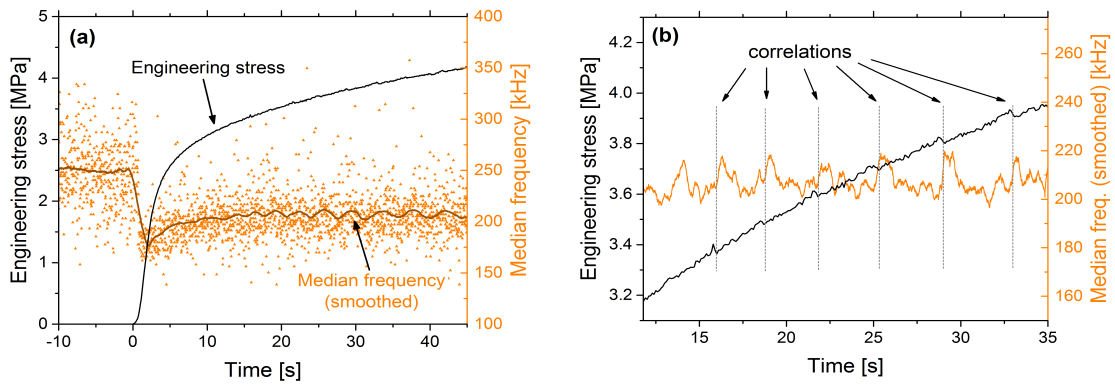 (a)
Engineering stress [MPa]
5
4
3
2
1
0
Engineering stress
Median frequency
(smoothed)
400
350
300
250
200
150
100
Median frequency [kHz]
-10 0 10 20 30 40
Time [s]
(b)
Engineering stress [MPa]
4.2
4.0
3.8
3.6
3.4
3.2
correlations
260
240
220
200
180
160
Median freq. (smoothed) [kHz]
15 20 25 30 35
Time [s]